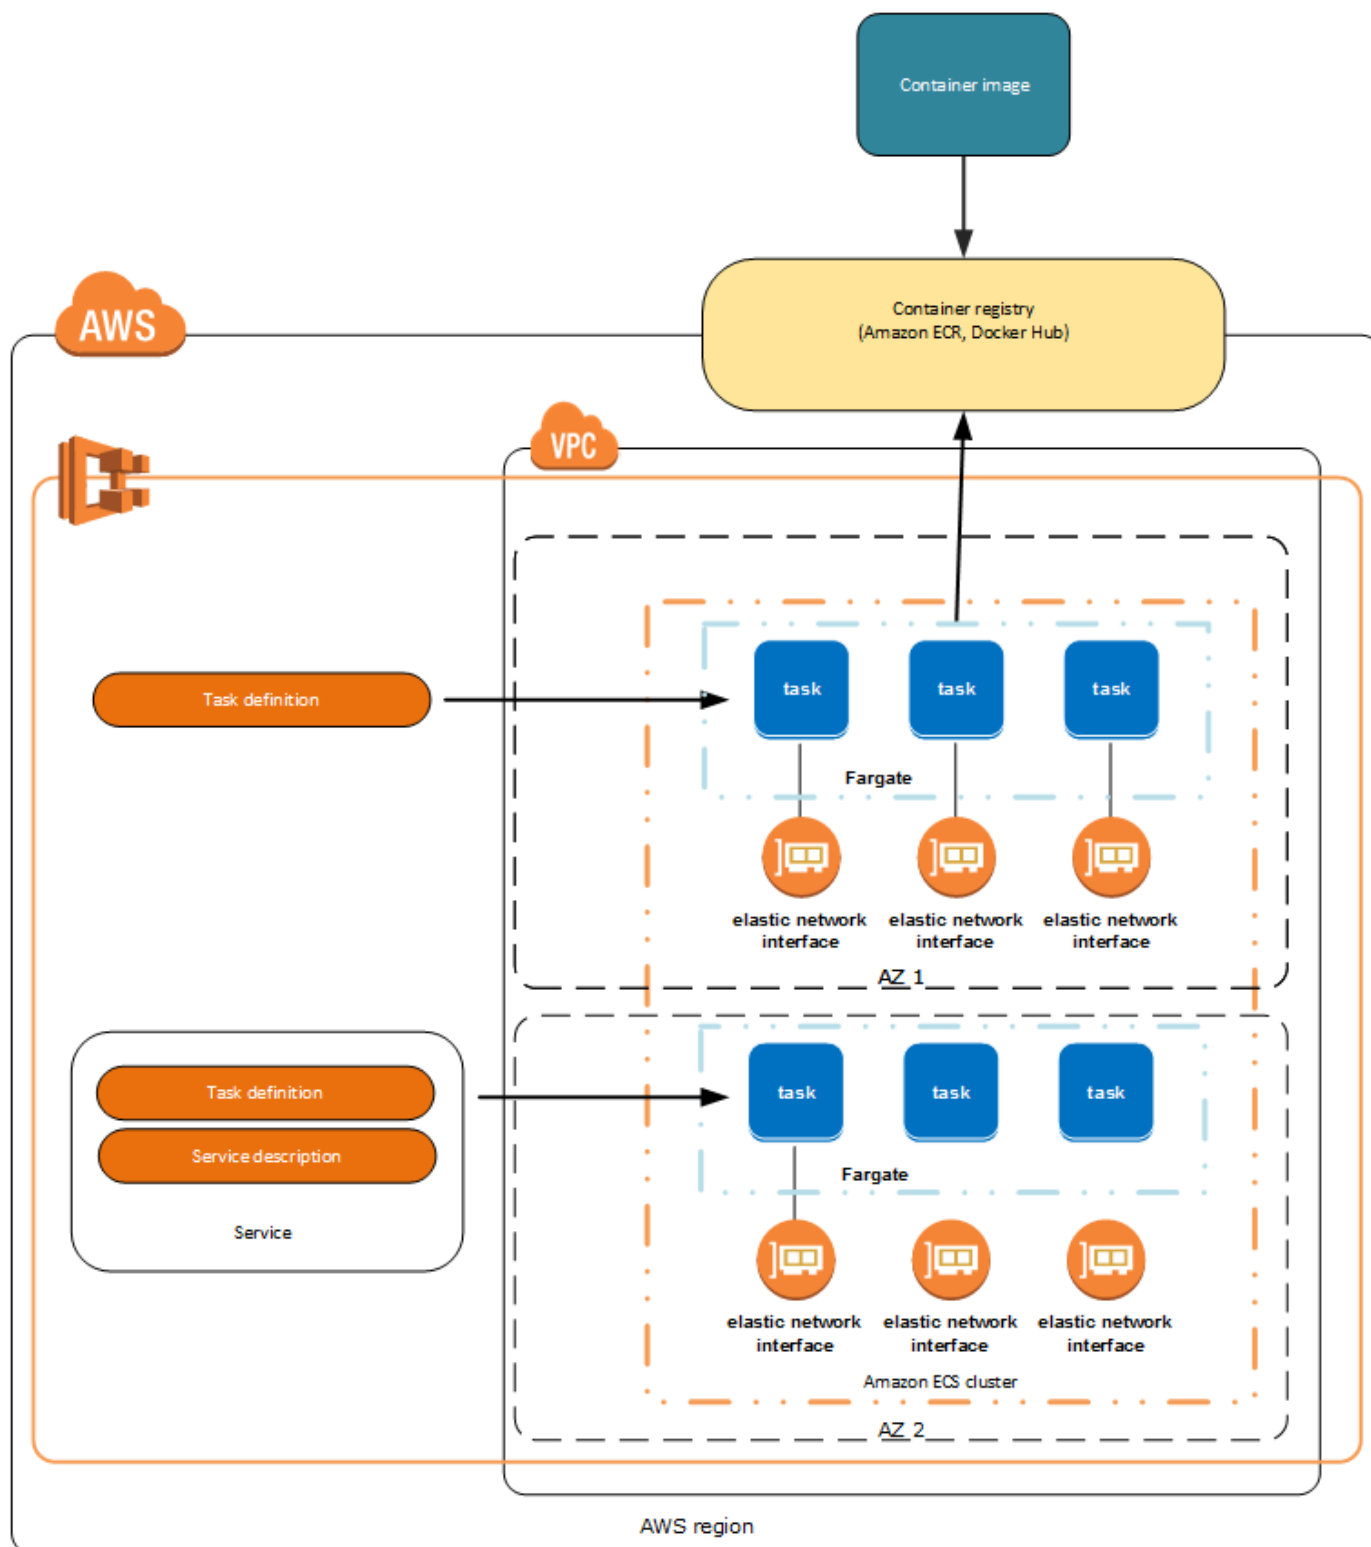 Container image
Container registry
(Amazon ECR, Docker Hub)
AWS
VPC
Task definition
task
task
task
Fargate
elastic network
interface
elastic network
interface
elastic network
interface
AZ 1
Task definition
Service description
Service
task
task
task
Fargate
elastic network
interface
elastic network
interface
elastic network
interface
Amazon ECS cluster
AZ 2
AWS region